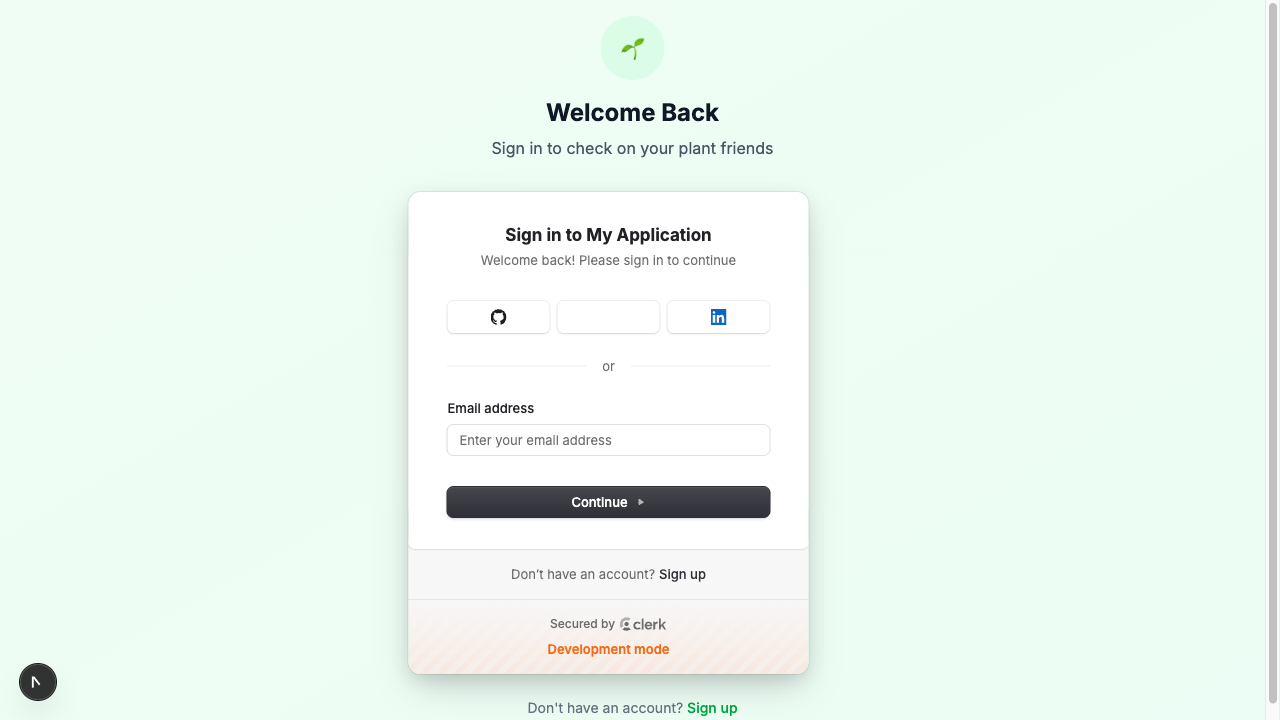 Welcome Back
Sign in to check on your plant friends
Sign in to My Application
Welcome back! Please sign in to continue
or
Email address
Enter your email address
Continue
Don't have an account? Sign up
Secured by clerk
Development mode
Don't have an account? Sign up